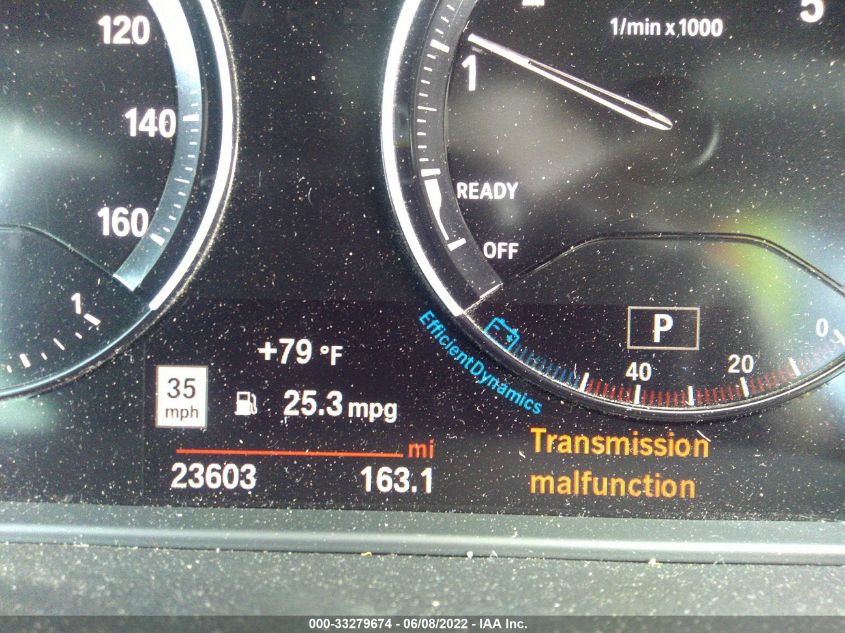 120
140
160
1
5
1/min x 1000
1
READY
OFF
P
0
20
40
EfficientDynamics
+79 °F
35
mph
25.3 mpg
mi
23603
163.1
Transmission
malfunction
000-33279674 - 06/08/2022 - IAA Inc.